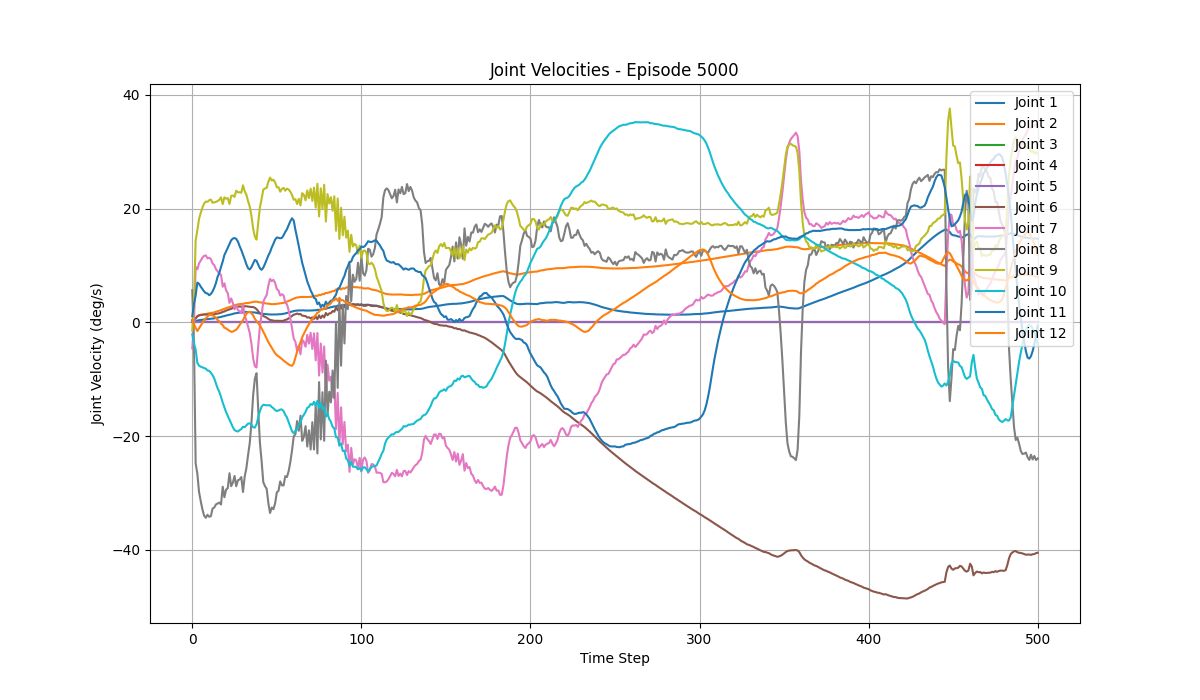 Joint Velocities - Episode 5000
Joint Velocity (deg/s)
40
20
0
−20
−40
0 100 200 300 400 500
Time Step
Joint 1
Joint 2
Joint 3
Joint 4
Joint 5
Joint 6
Joint 7
Joint 8
Joint 9
Joint 10
Joint 11
Joint 12